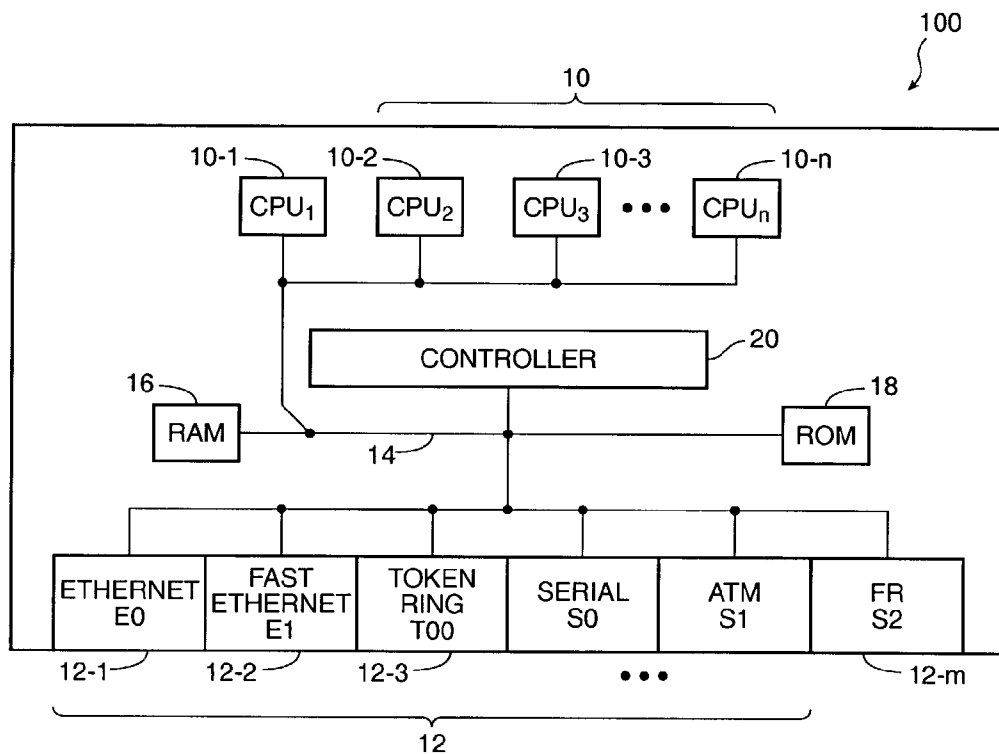 100
10
10-1 10-2 10-3 10-n
CPU₁ CPU₂ CPU₃ ••• CPUₙ
CONTROLLER 20
16 18
RAM ROM
14
ETHERNET E0
FAST ETHERNET E1
TOKEN RING T00
SERIAL S0
ATM S1
FR S2
12-1 12-2 12-3 ••• 12-m
12